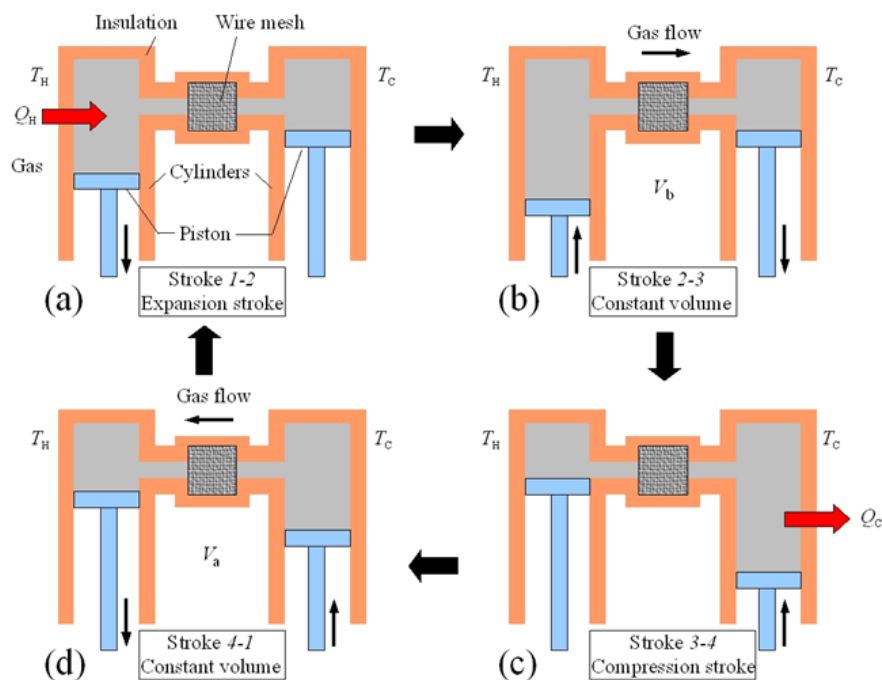 Insulation
Wire mesh
T_H
T_C
Q_H
Gas
Cylinders
Piston
Stroke 1-2
Expansion stroke
(a)
Gas flow
T_H
T_C
V_b
Stroke 2-3
Constant volume
(b)
Gas flow
T_H
T_C
V_a
Stroke 4-1
Constant volume
(d)
T_H
T_C
Q_C
Stroke 3-4
Compression stroke
(c)